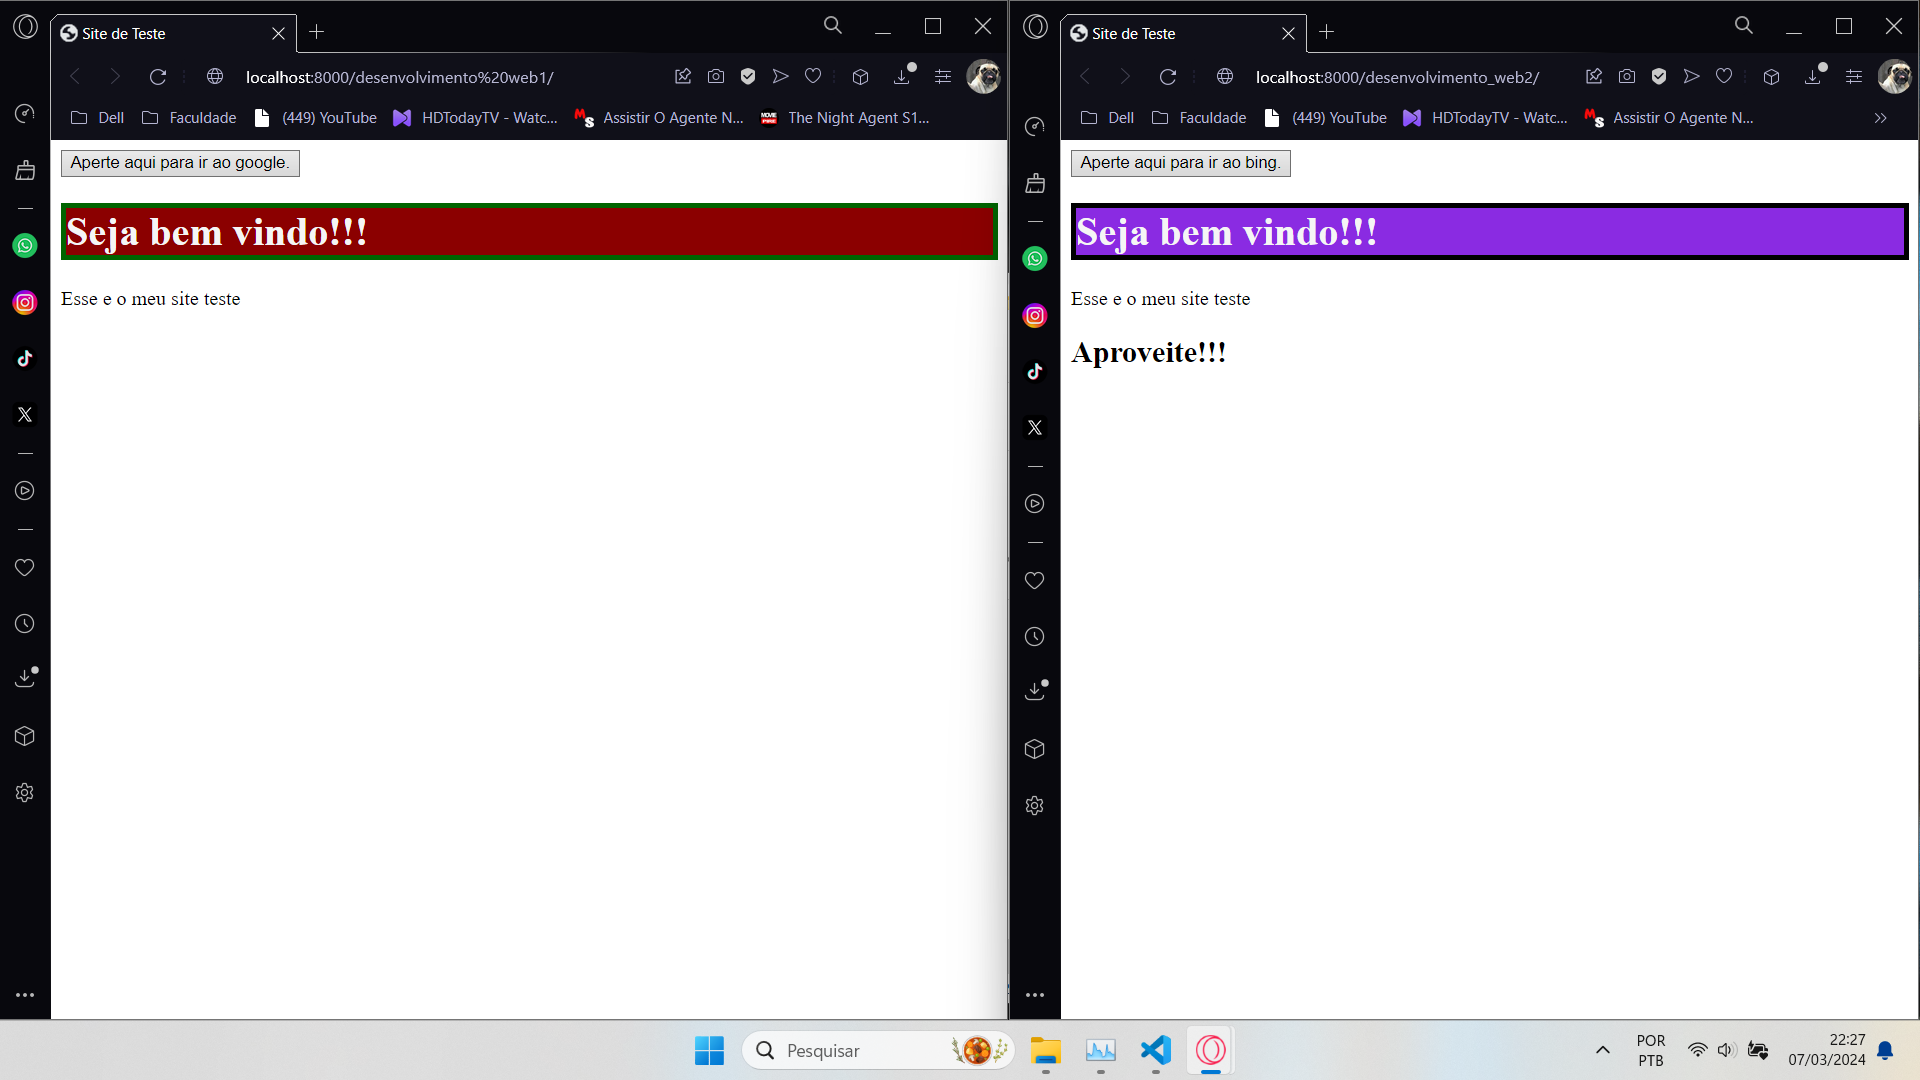 Site de Teste
localhost:8000/desenvolvimento%20web1/
Dell
Faculdade
(449) YouTube
HDTodayTV - Watc...
Assistir O Agente N...
The Night Agent S1...
Aperte aqui para ir ao google.
Seja bem vindo!!!
Esse e o meu site teste
Site de Teste
localhost:8000/desenvolvimento_web2/
Dell
Faculdade
(449) YouTube
HDTodayTV - Watc...
Assistir O Agente N...
Aperte aqui para ir ao bing.
Seja bem vindo!!!
Esse e o meu site teste
Aproveite!!!
Pesquisar
POR
PTB
22:27
07/03/2024